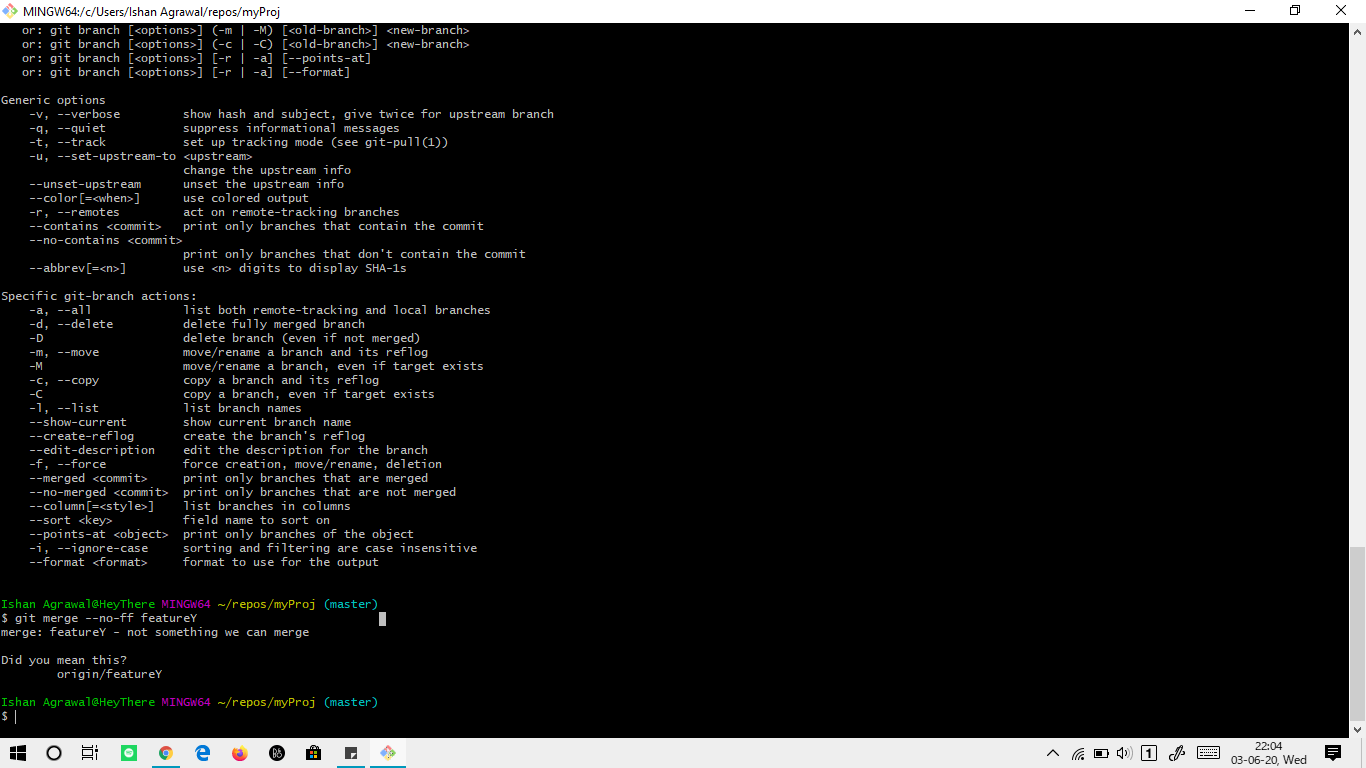 MINGW64:/c/Users/Ishan Agrawal/repos/myProj
or: git branch [<options>] (-m | -M) [<old-branch>] <new-branch>
or: git branch [<options>] (-c | -C) [<old-branch>] <new-branch>
or: git branch [<options>] [-r | -a] [--points-at]
or: git branch [<options>] [-r | -a] [--format]
Generic options
-v, --verbose show hash and subject, give twice for upstream branch
-q, --quiet suppress informational messages
-t, --track set up tracking mode (see git-pull(1))
-u, --set-upstream-to <upstream>
change the upstream info
--unset-upstream unset the upstream info
--color[=<when>] use colored output
-r, --remotes act on remote-tracking branches
--contains <commit> print only branches that contain the commit
--no-contains <commit>
print only branches that don't contain the commit
--abbrev[=<n>] use <n> digits to display SHA-1s
Specific git-branch actions:
-a, --all list both remote-tracking and local branches
-d, --delete delete fully merged branch
-D delete branch (even if not merged)
-m, --move move/rename a branch and its reflog
-M move/rename a branch, even if target exists
-c, --copy copy a branch and its reflog
-C copy a branch, even if target exists
-l, --list list branch names
--show-current show current branch name
--create-reflog create the branch's reflog
--edit-description edit the description for the branch
-f, --force force creation, move/rename, deletion
--merged <commit> print only branches that are merged
--no-merged <commit> print only branches that are not merged
--column[=<style>] list branches in columns
--sort <key> field name to sort on
--points-at <object> print only branches of the object
-i, --ignore-case sorting and filtering are case insensitive
--format <format> format to use for the output
Ishan Agrawal@HeyThere MINGW64 ~/repos/myProj (master)
$ git merge --no-ff featureY
merge: featureY - not something we can merge
Did you mean this?
origin/featureY
Ishan Agrawal@HeyThere MINGW64 ~/repos/myProj (master)
$
1
22:04
03-06-20, Wed